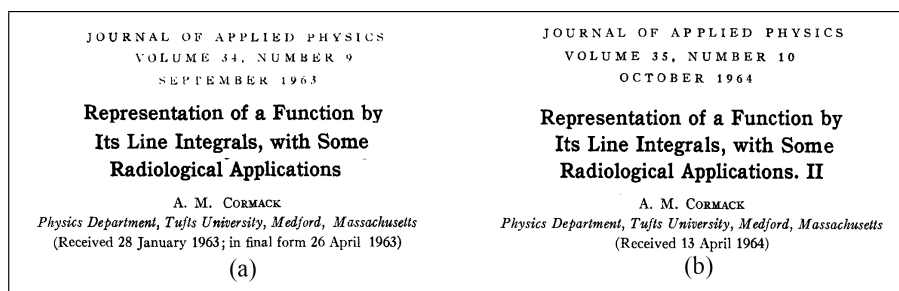 JOURNAL OF APPLIED PHYSICS
VOLUME 34, NUMBER 9
SEPTEMBER 1963
Representation of a Function by
Its Line Integrals, with Some
Radiological Applications
A. M. CORMACK
Physics Department, Tufts University, Medford, Massachusetts
(Received 28 January 1963; in final form 26 April 1963)
(a)
JOURNAL OF APPLIED PHYSICS
VOLUME 35, NUMBER 10
OCTOBER 1964
Representation of a Function by
Its Line Integrals, with Some
Radiological Applications. II
A. M. CORMACK
Physics Department, Tufts University, Medford, Massachusetts
(Received 13 April 1964)
(b)